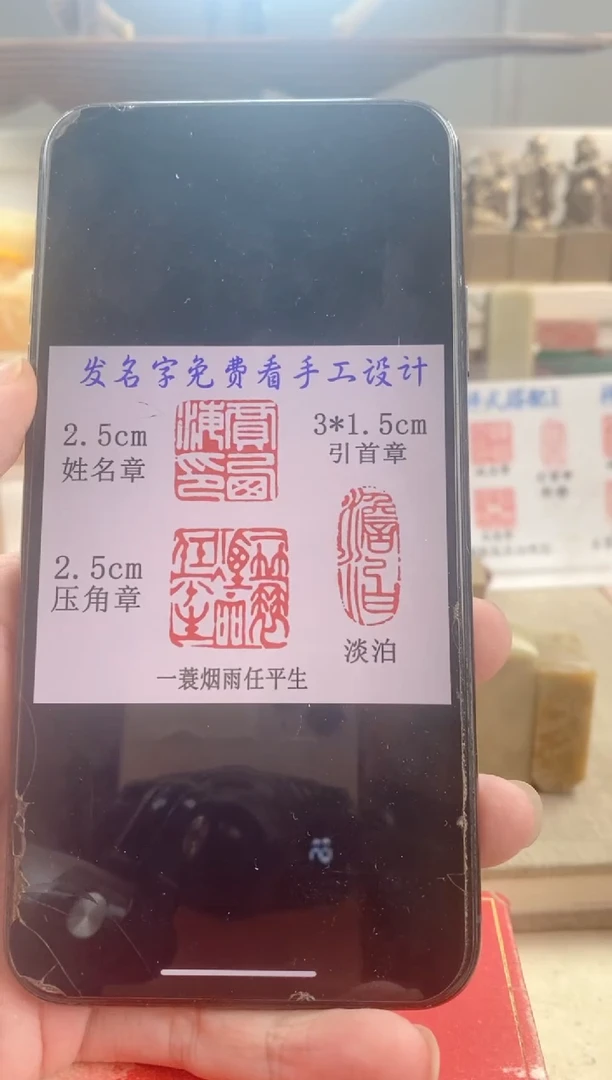 发名字免费看手工设计
2.5cm
姓名章
3*1.5cm
引首章
2.5cm
压角章
淡泊
一蓑烟雨任平生